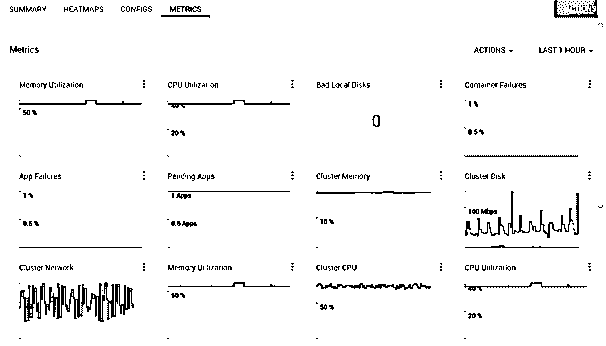 SUMMARY HEATMAPS CONFIGS METRICS
Metrics ACTIONS LAST 1 HOUR
Memory Utilization CPU Utilization Bad Local Disks Container Failures
40 % 1 %
50 %
0
20 % 0.5 %
App Failures Pending Apps Cluster Memory Cluster Disk
1 % 1 Apps
100 Mbps
0.5 % 0.5 Apps
Cluster Network Memory Utilization Cluster CPU CPU Utilization
50 % 40 %
50 %
20 %